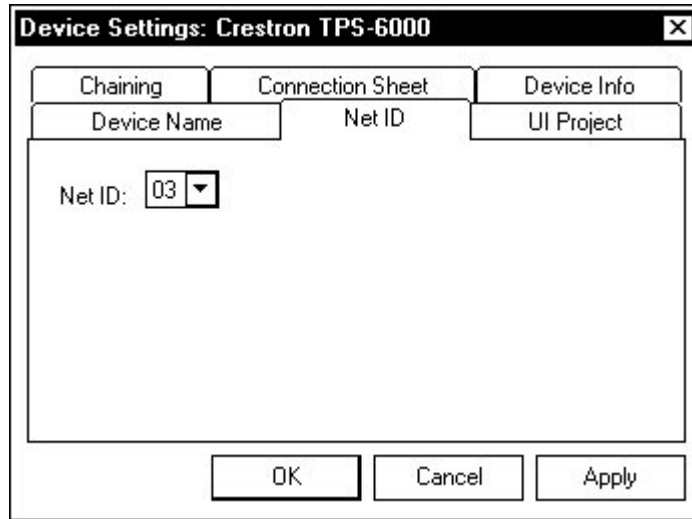 Device Settings: Crestron TPS-6000
Chaining Connection Sheet Device Info
Device Name Net ID UI Project
Net ID: 03
OK Cancel Apply